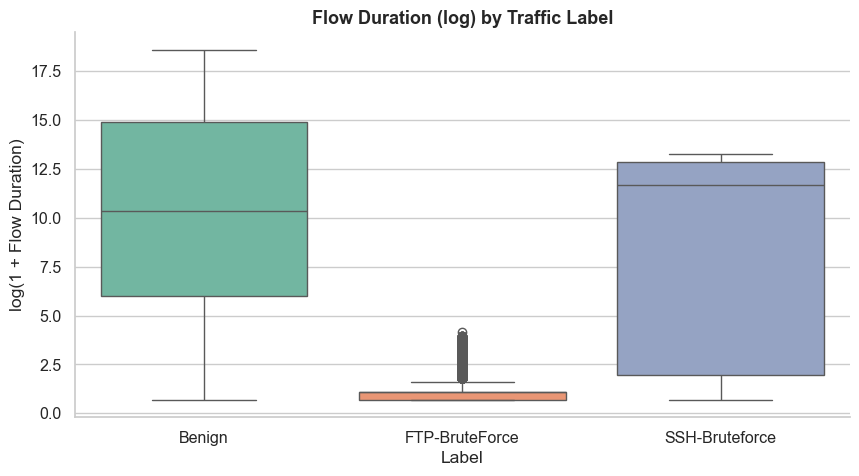 Flow Duration (log) by Traffic Label
log(1 + Flow Duration)
17.5
15.0
12.5
10.0
7.5
5.0
2.5
0.0
Benign
FTP-BruteForce
SSH-Bruteforce
Label